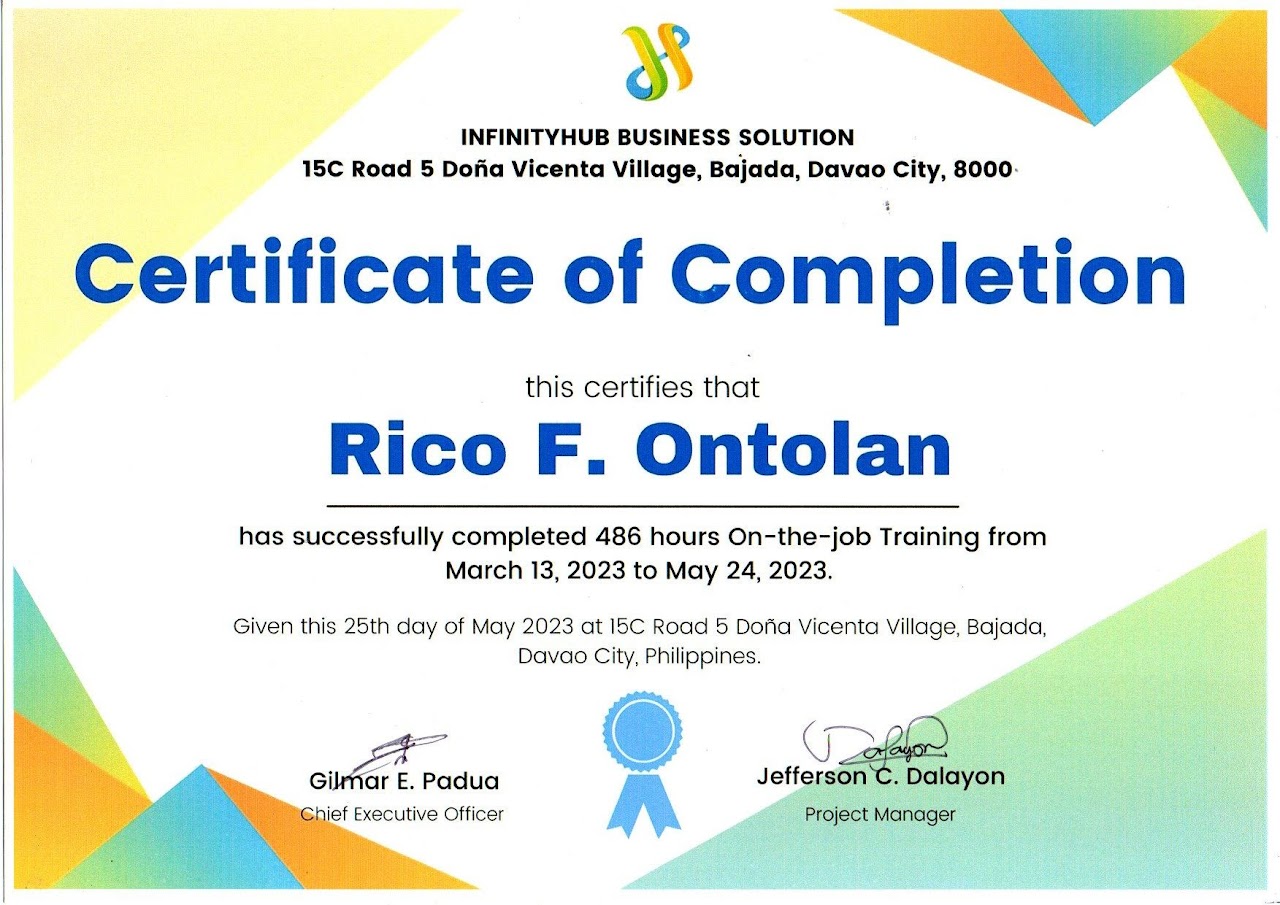 INFINITYHUB BUSINESS SOLUTION
15C Road 5 Doña Vicenta Village, Bajada, Davao City, 8000
Certificate of Completion
this certifies that
Rico F. Ontolan
has successfully completed 486 hours On-the-job Training from
March 13, 2023 to May 24, 2023.
Given this 25th day of May 2023 at 15C Road 5 Doña Vicenta Village, Bajada,
Davao City, Philippines.
Dalayon
Gilmar E. Padua
Jefferson C. Dalayon
Chief Executive Officer
Project Manager